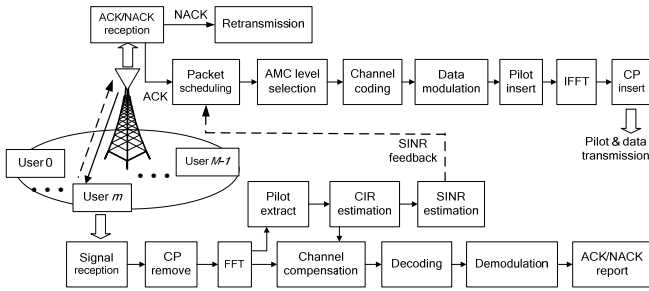 ACK/NACK
reception
NACK
Retransmission
ACK
Packet
scheduling
AMC level
selection
Channel
coding
Data
modulation
Pilot
insert
IFFT
CP
insert
Pilot & data
transmission
SINR
feedback
User 0
User M-1
User m
Pilot
extract
CIR
estimation
SINR
estimation
Signal
reception
CP
remove
FFT
Channel
compensation
Decoding
Demodulation
ACK/NACK
report